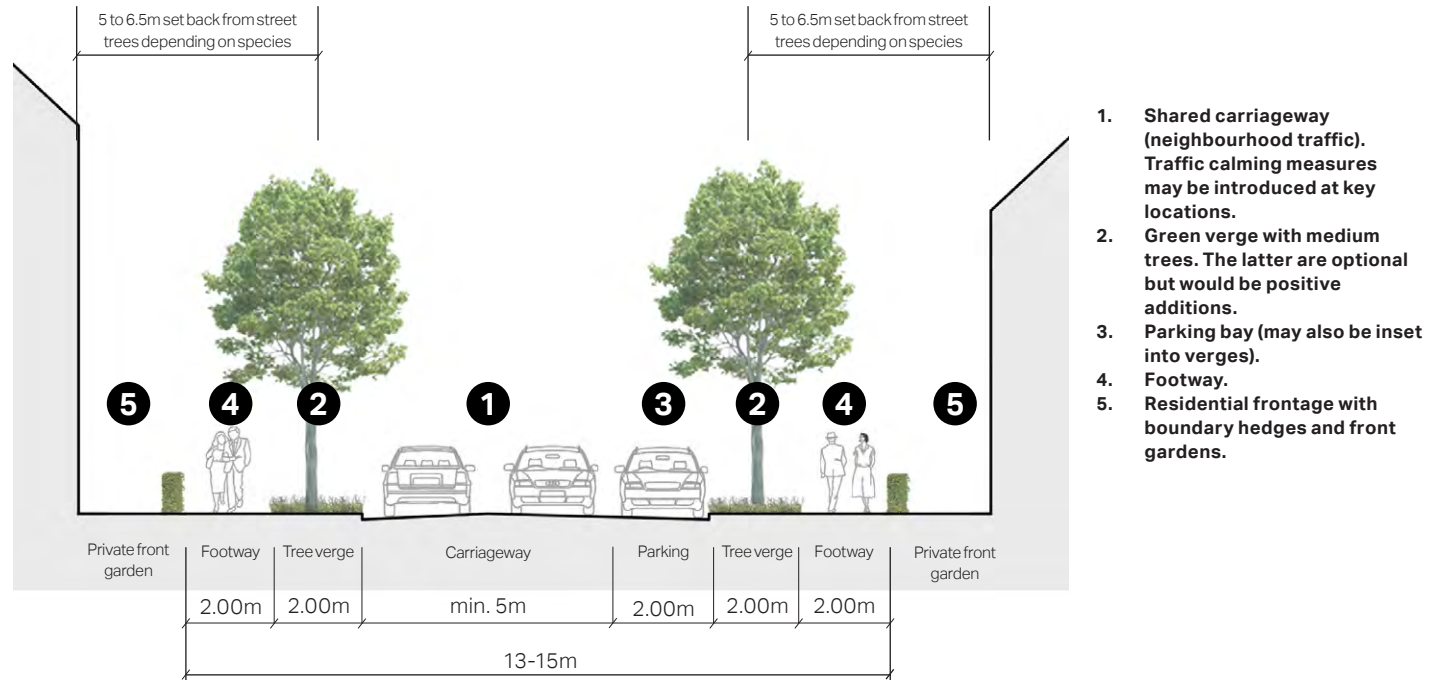 5 to 6.5m set back from street
trees depending on species
5 to 6.5m set back from street
trees depending on species
5
4
2
1
3
2
4
5
Private front
garden
Footway
Tree verge
Carriageway
Parking
Tree verge
Footway
Private front
garden
2.00m
2.00m
min. 5m
2.00m
2.00m
2.00m
13-15m
1. Shared carriageway
(neighbourhood traffic).
Traffic calming measures
may be introduced at key
locations.
2. Green verge with medium
trees. The latter are optional
but would be positive
additions.
3. Parking bay (may also be inset
into verges).
4. Footway.
5. Residential frontage with
boundary hedges and front
gardens.